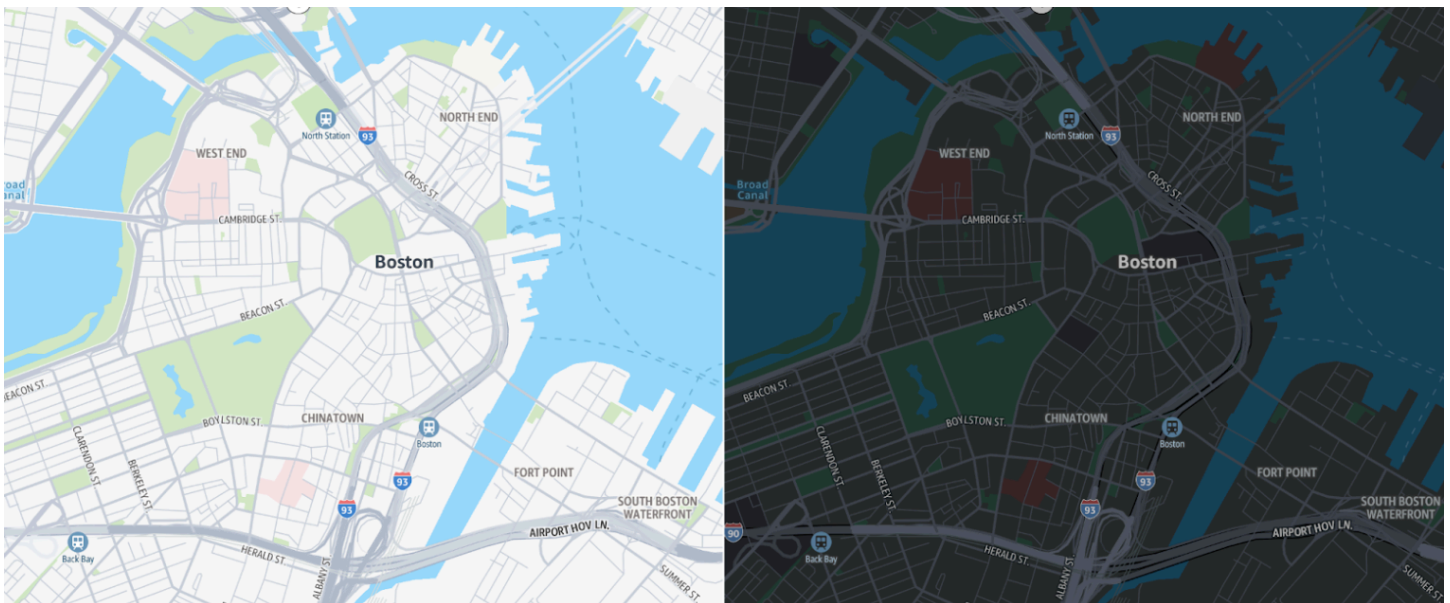 North Station
NORTH END
93
WEST END
CROSS ST.
Broad
Canal
CAMBRIDGE ST.
Boston
BEACON ST.
BEACON ST.
BOYLSTON ST.
CHINATOWN
Boston
CLARENDON ST.
BERKELEY ST
FORT POINT
93
93
SOUTH BOSTON
WATERFRONT
AIRPORT HOV LN.
Back Bay
HERALD ST.
ALBANY ST
SUMMER ST.
North Station
NORTH END
93
WEST END
CROSS ST.
Broad
Canal
CAMBRIDGE ST.
Boston
BEACON ST.
BEACON ST.
BOYLSTON ST.
CHINATOWN
Boston
CLARENDON ST.
BERKELEY ST
FORT POINT
93
93
SOUTH BOSTON
WATERFRONT
90
AIRPORT HOV LN.
Back Bay
HERALD ST.
ALBANY ST
SUMMER ST.